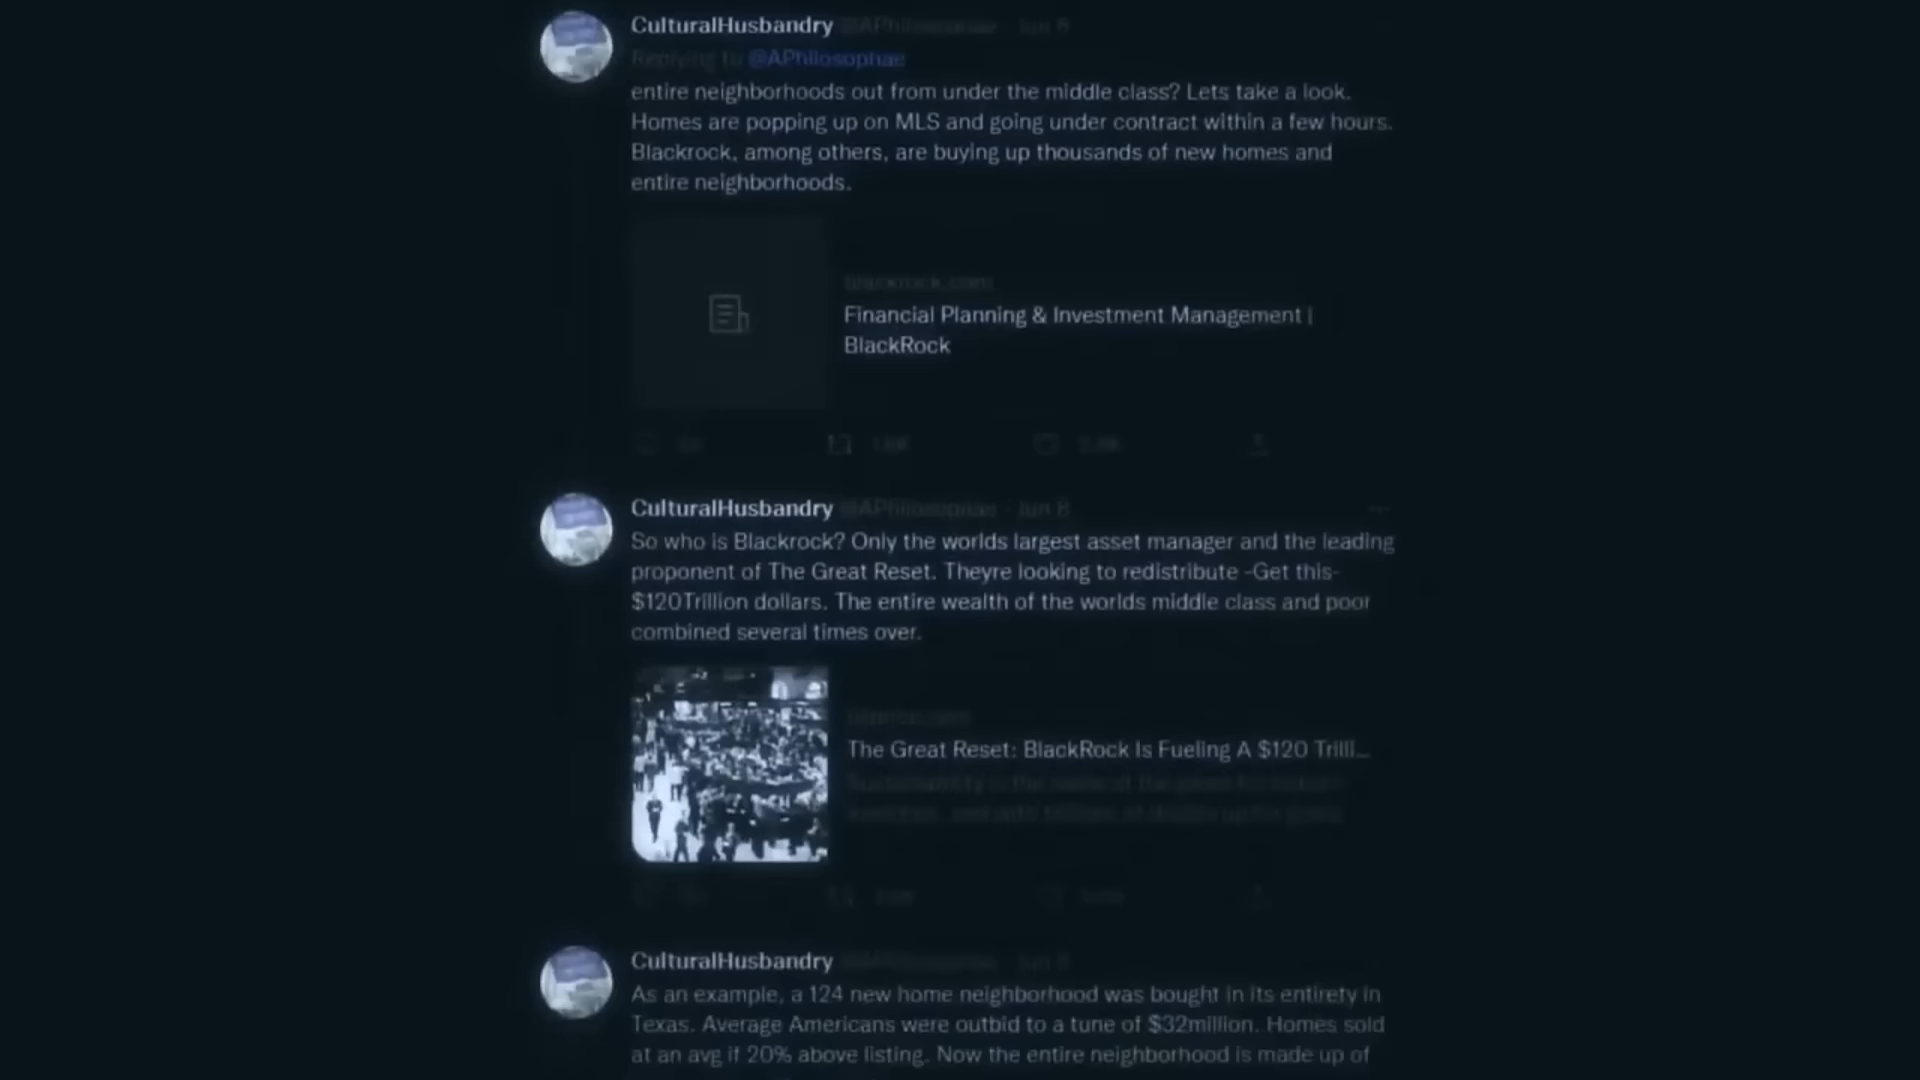 CulturalHusbandry @APhilosophae · Jun 8
Replying to @APhilosophae
entire neighborhoods out from under the middle class? Lets take a look.
Homes are popping up on MLS and going under contract within a few hours.
Blackrock, among others, are buying up thousands of new homes and
entire neighborhoods.
blackrock.com
Financial Planning & Investment Management |
BlackRock
CulturalHusbandry @APhilosophae · Jun 8
So who is Blackrock? Only the worlds largest asset manager and the leading
proponent of The Great Reset. Theyre looking to redistribute -Get this-
$120Trillion dollars. The entire wealth of the worlds middle class and poor
combined several times over.
The Great Reset: BlackRock Is Fueling A $120 Trilli...
CulturalHusbandry @APhilosophae · Jun 8
As an example, a 124 new home neighborhood was bought in its entirety in
Texas. Average Americans were outbid to a tune of $32million. Homes sold
at an avg if 20% above listing. Now the entire neighborhood is made up of